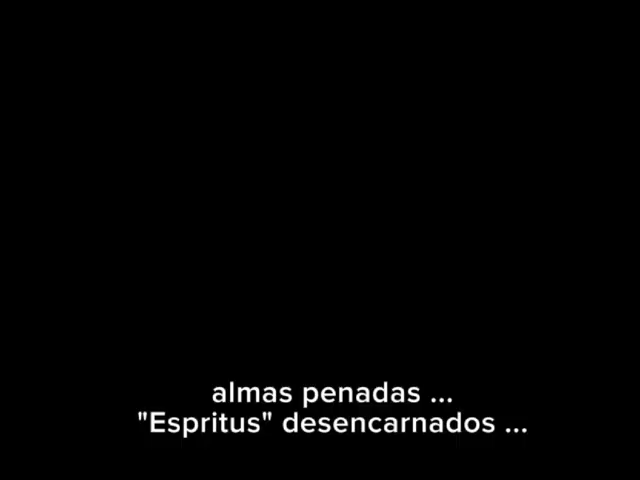 almas penadas ...
"Espritus" desencarnados ...